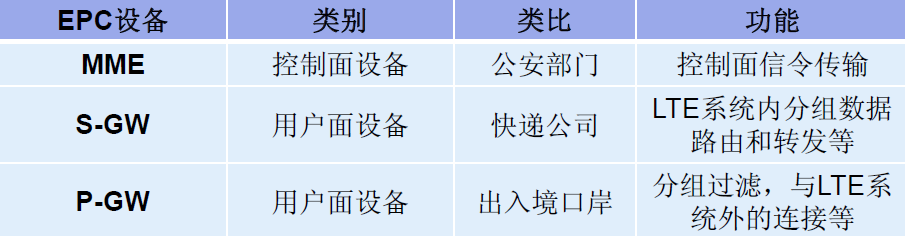 EPC设备 类别 类比 功能
MME 控制面设备 公安部门 控制面信令传输
S-GW 用户面设备 快递公司 LTE系统内分组数据
路由和转发等
P-GW 用户面设备 出入境口岸 分组过滤，与LTE系
统外的连接等